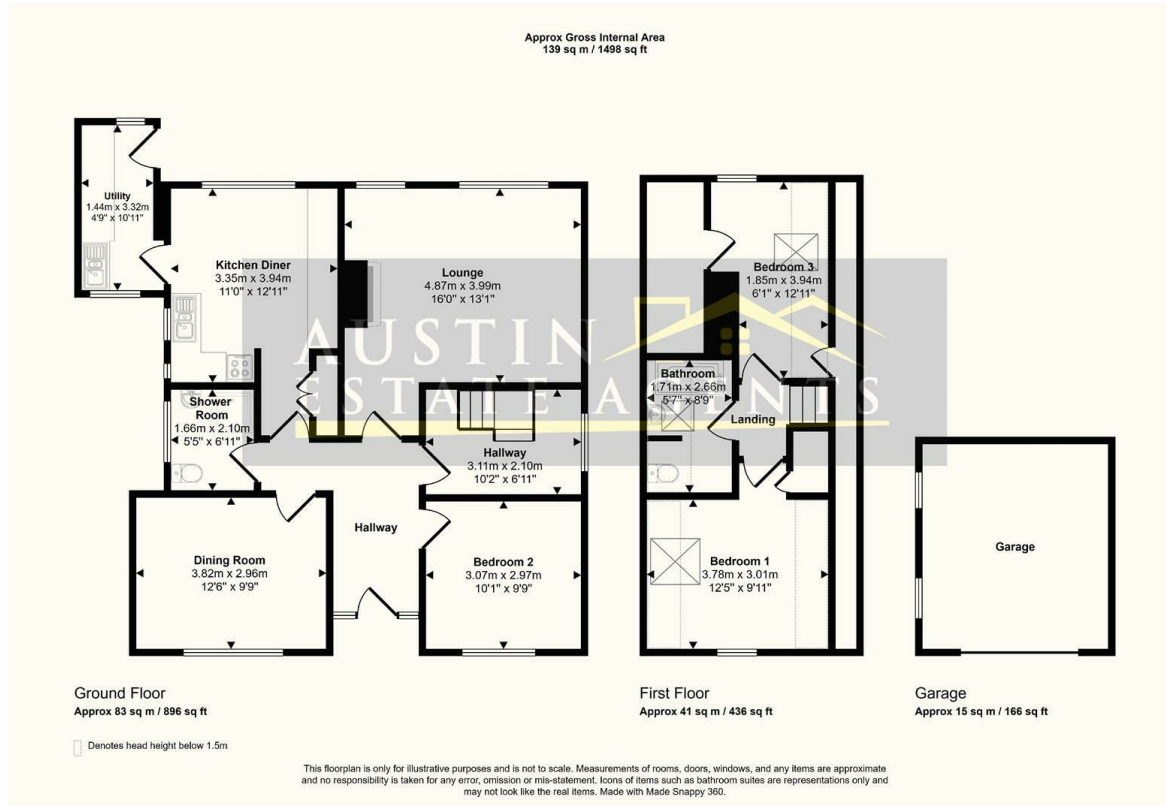 Approx Gross Internal Area
139 sq m / 1498 sq ft
Utility
1.44m x 3.32m
4'9" x 10'11"
Kitchen Diner
3.35m x 3.94m
11'0" x 12'11"
Lounge
4.87m x 3.99m
16'0" x 13'1"
Bedroom 3
1.85m x 3.94m
6'1" x 12'11"
AUSTIN
ESTATE AGENTS
Shower
Room
1.66m x 2.10m
5'5" x 6'11"
Hallway
3.11m x 2.10m
10'2" x 6'11"
Bathroom
1.71m x 2.66m
5'7" x 8'9"
Landing
Dining Room
3.82m x 2.96m
12'6" x 9'9"
Hallway
Bedroom 2
3.07m x 2.97m
10'1" x 9'9"
Bedroom 1
3.78m x 3.01m
12'5" x 9'11"
Garage
Ground Floor
Approx 83 sq m / 896 sq ft
First Floor
Approx 41 sq m / 436 sq ft
Garage
Approx 15 sq m / 166 sq ft
Denotes head height below 1.5m
This floorplan is only for illustrative purposes and is not to scale. Measurements of rooms, doors, windows, and any items are approximate
and no responsibility is taken for any error, omission or mis-statement. Icons of items such as bathroom suites are representations only and
may not look like the real items. Made with Made Snappy 360.